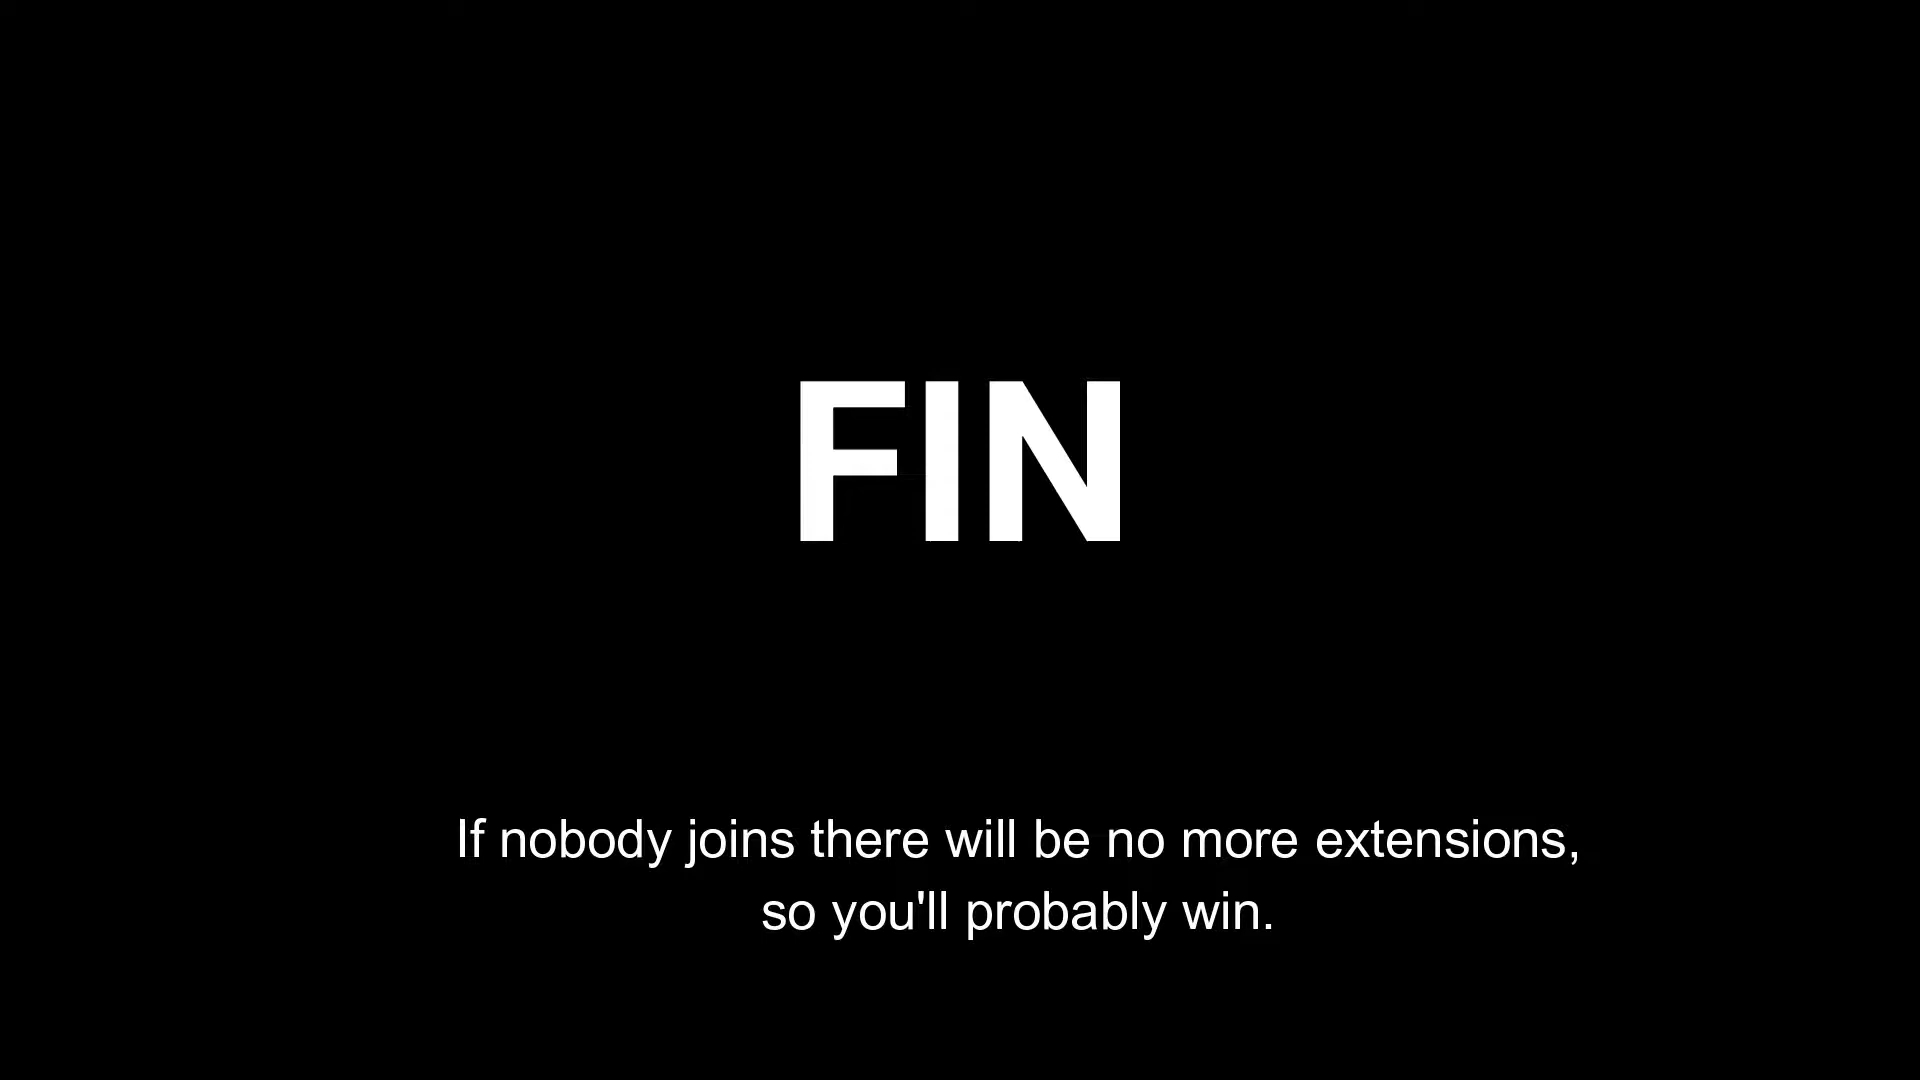 FIN
If nobody joins there will be no more extensions,
so you'll probably win.